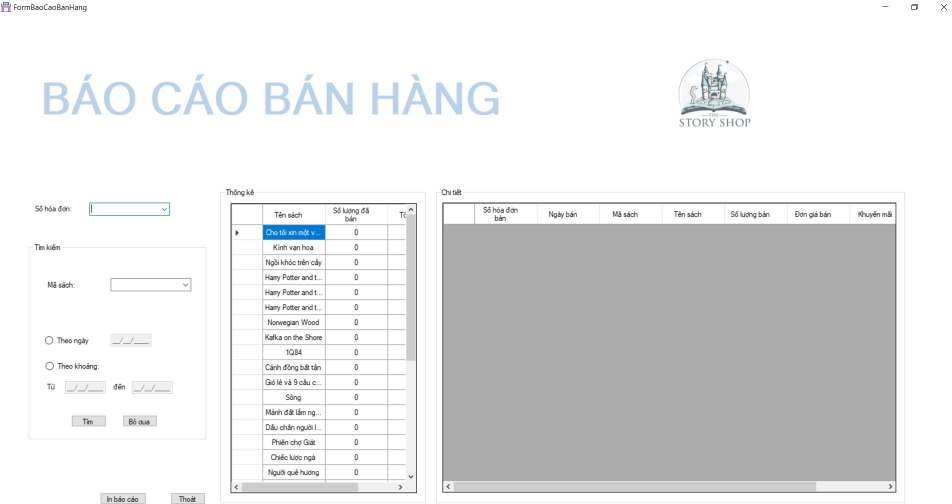 FormBaoCaoBanHang
BÁO CÁO BÁN HÀNG
THE
STORY SHOP
Số hóa đơn:
Tìm kiếm
Mã sách:
Theo ngày
__/__/____
Theo khoảng:
Từ __/__/____ đến __/__/____
Tìm Bỏ qua
In báo cáo Thoát
Thống kê
Tên sách Số lượng đã bán
Cho tôi xin một v... 0
Kính vạn hoa 0
Ngồi khóc trên cây 0
Harry Potter and t... 0
Harry Potter and t... 0
Harry Potter and t... 0
Norwegian Wood 0
Kafka on the Shore 0
1Q84 0
Cánh đồng bất tận 0
Gió lẻ và 9 câu c... 0
Sông 0
Mảnh đất lắm ng... 0
Dấu chân người l... 0
Phiên chợ Giát 0
Chiếc lược ngà 0
Người quê hương 0
Chi tiết
Số hóa đơn bán Ngày bán Mã sách Tên sách Số lượng bán Đơn giá bán Khuyến mãi